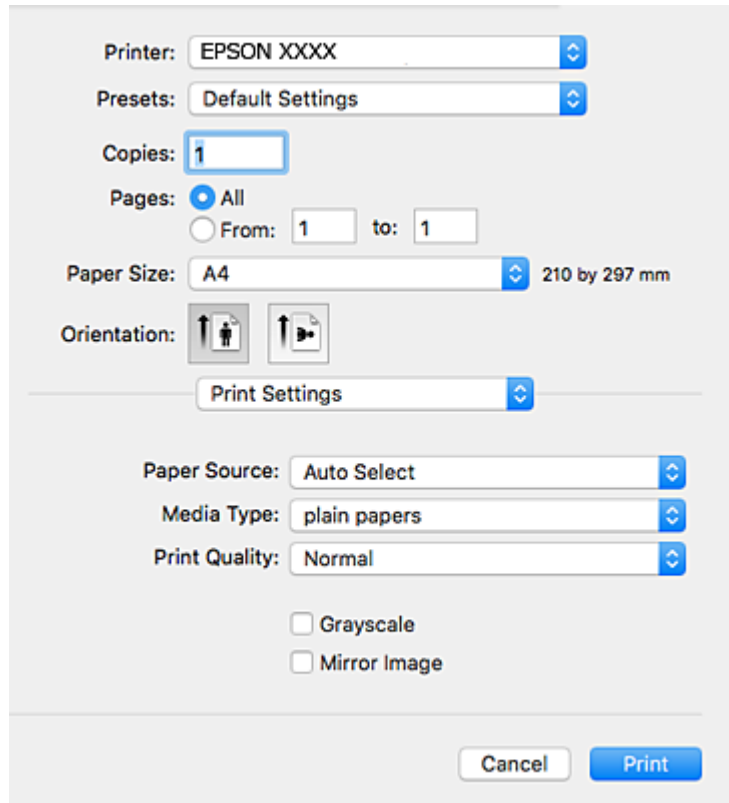 Printer: EPSON XXXX
Presets: Default Settings
Copies: 1
Pages: All
From: 1 to: 1
Paper Size: A4 210 by 297 mm
Orientation:
Print Settings
Paper Source: Auto Select
Media Type: plain papers
Print Quality: Normal
Grayscale
Mirror Image
Cancel Print